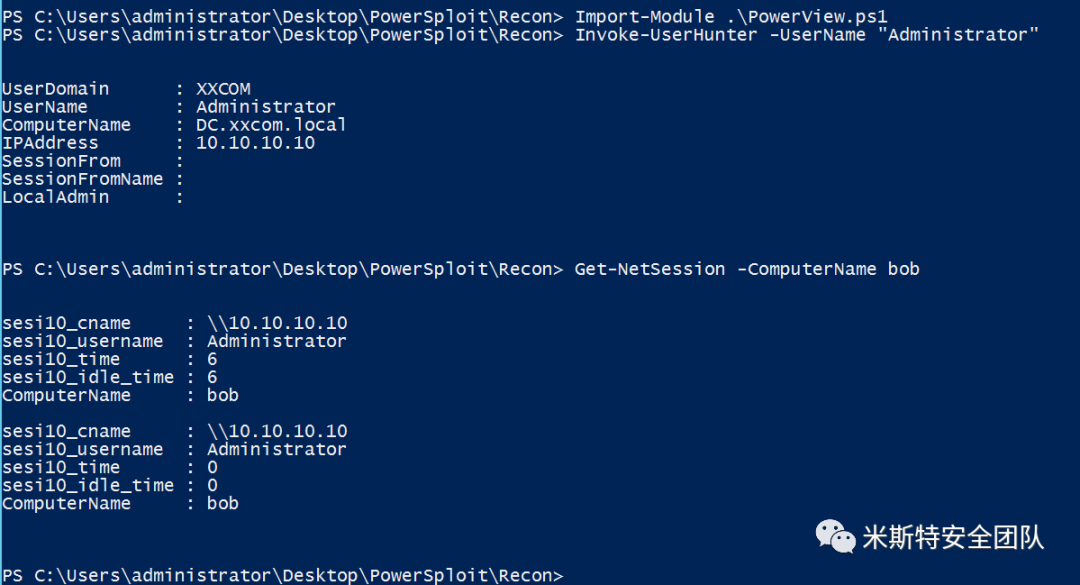 PS C:\Users\administrator\Desktop\PowerSploit\Recon> Import-Module .\PowerView.ps1
PS C:\Users\administrator\Desktop\PowerSploit\Recon> Invoke-UserHunter -UserName "Administrator"
UserDomain : XXCOM
UserName : Administrator
ComputerName : DC.xxcom.local
IPAddress : 10.10.10.10
SessionFrom :
SessionFromName :
LocalAdmin :
PS C:\Users\administrator\Desktop\PowerSploit\Recon> Get-NetSession -ComputerName bob
sesi10_cname : \\10.10.10.10
sesi10_username : Administrator
sesi10_time : 6
sesi10_idle_time : 6
ComputerName : bob
sesi10_cname : \\10.10.10.10
sesi10_username : Administrator
sesi10_time : 0
sesi10_idle_time : 0
ComputerName : bob
米斯特安全团队
PS C:\Users\administrator\Desktop\PowerSploit\Recon>